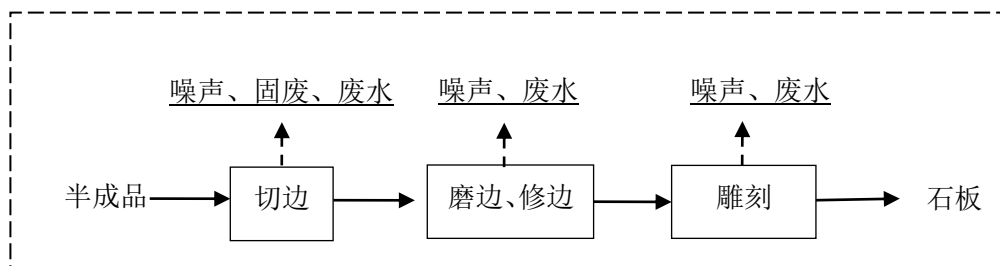 噪声、固废、废水
噪声、废水
噪声、废水
半成品
切边
磨边、修边
雕刻
石板